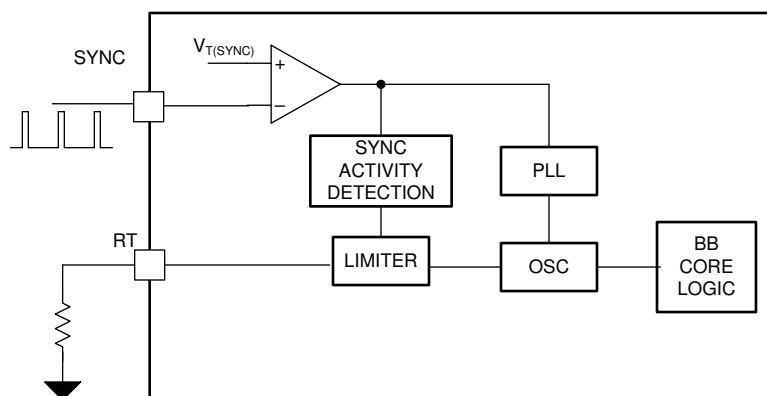 V_T(SYNC)
SYNC
+
−
SYNC
ACTIVITY
DETECTION
PLL
RT
LIMITER
OSC
BB
CORE
LOGIC